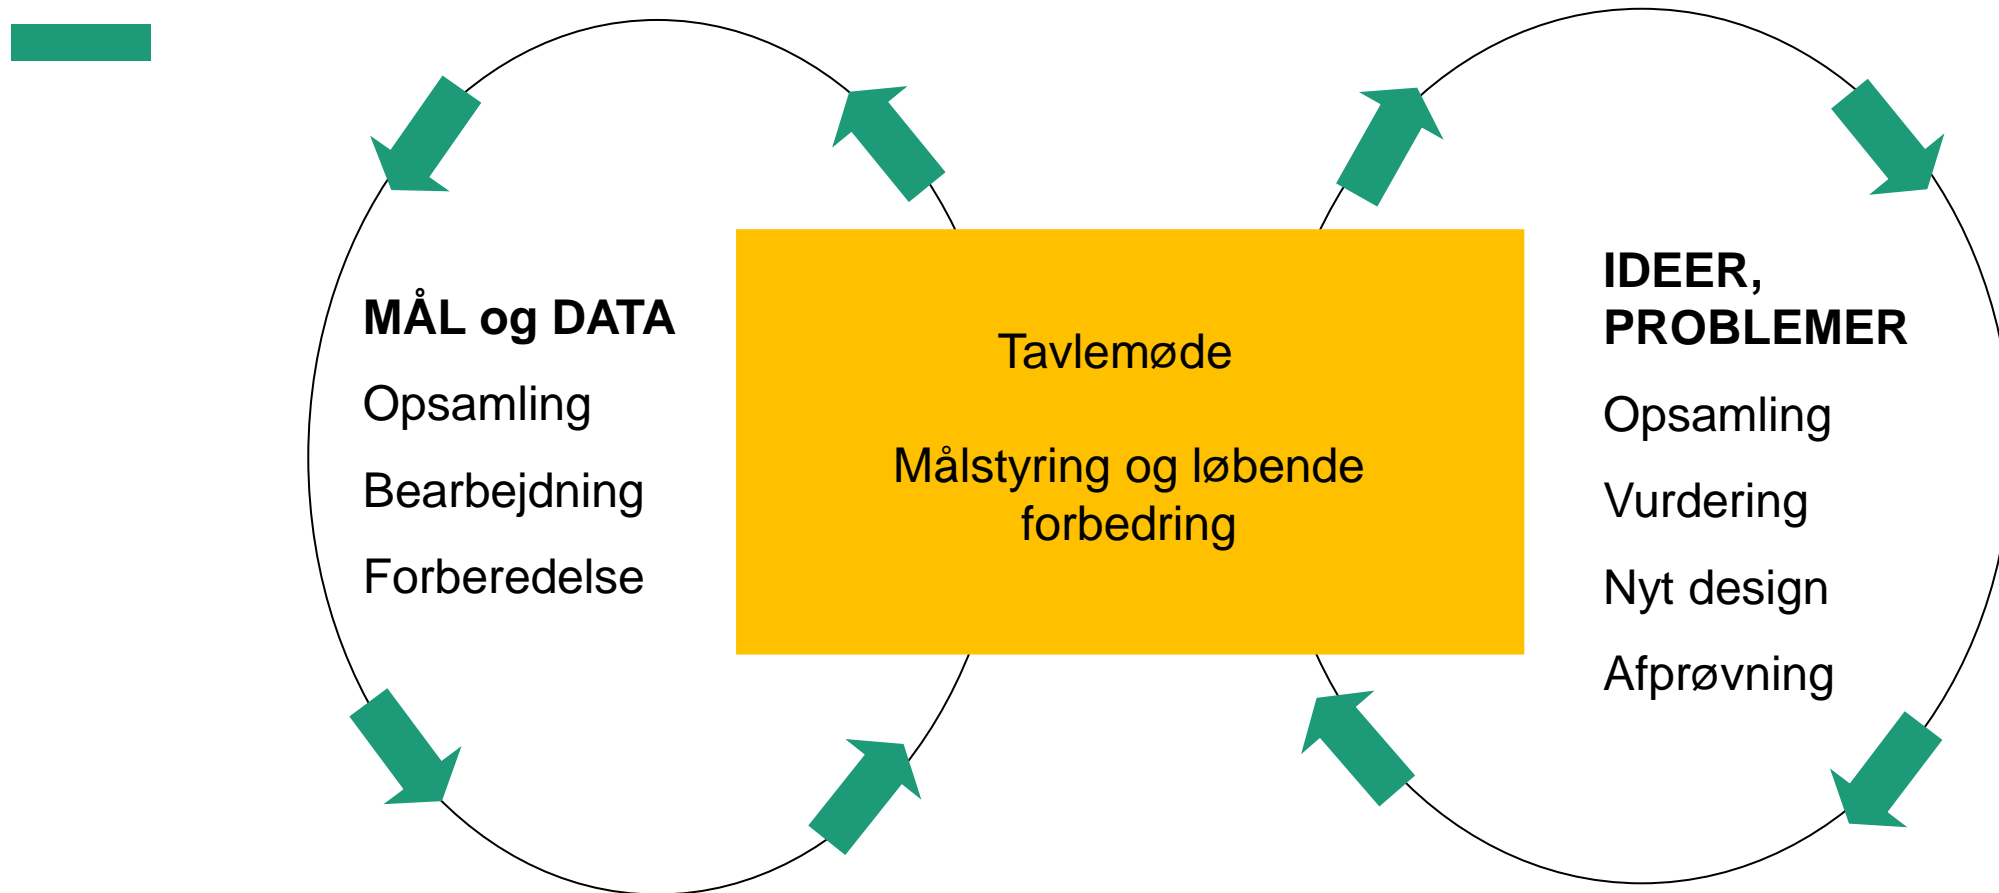 MÅL og DATA
Opsamling
Bearbejdning
Forberedelse
Tavlemøde
Målstyring og løbende
forbedring
IDEER,
PROBLEMER
Opsamling
Vurdering
Nyt design
Afprøvning